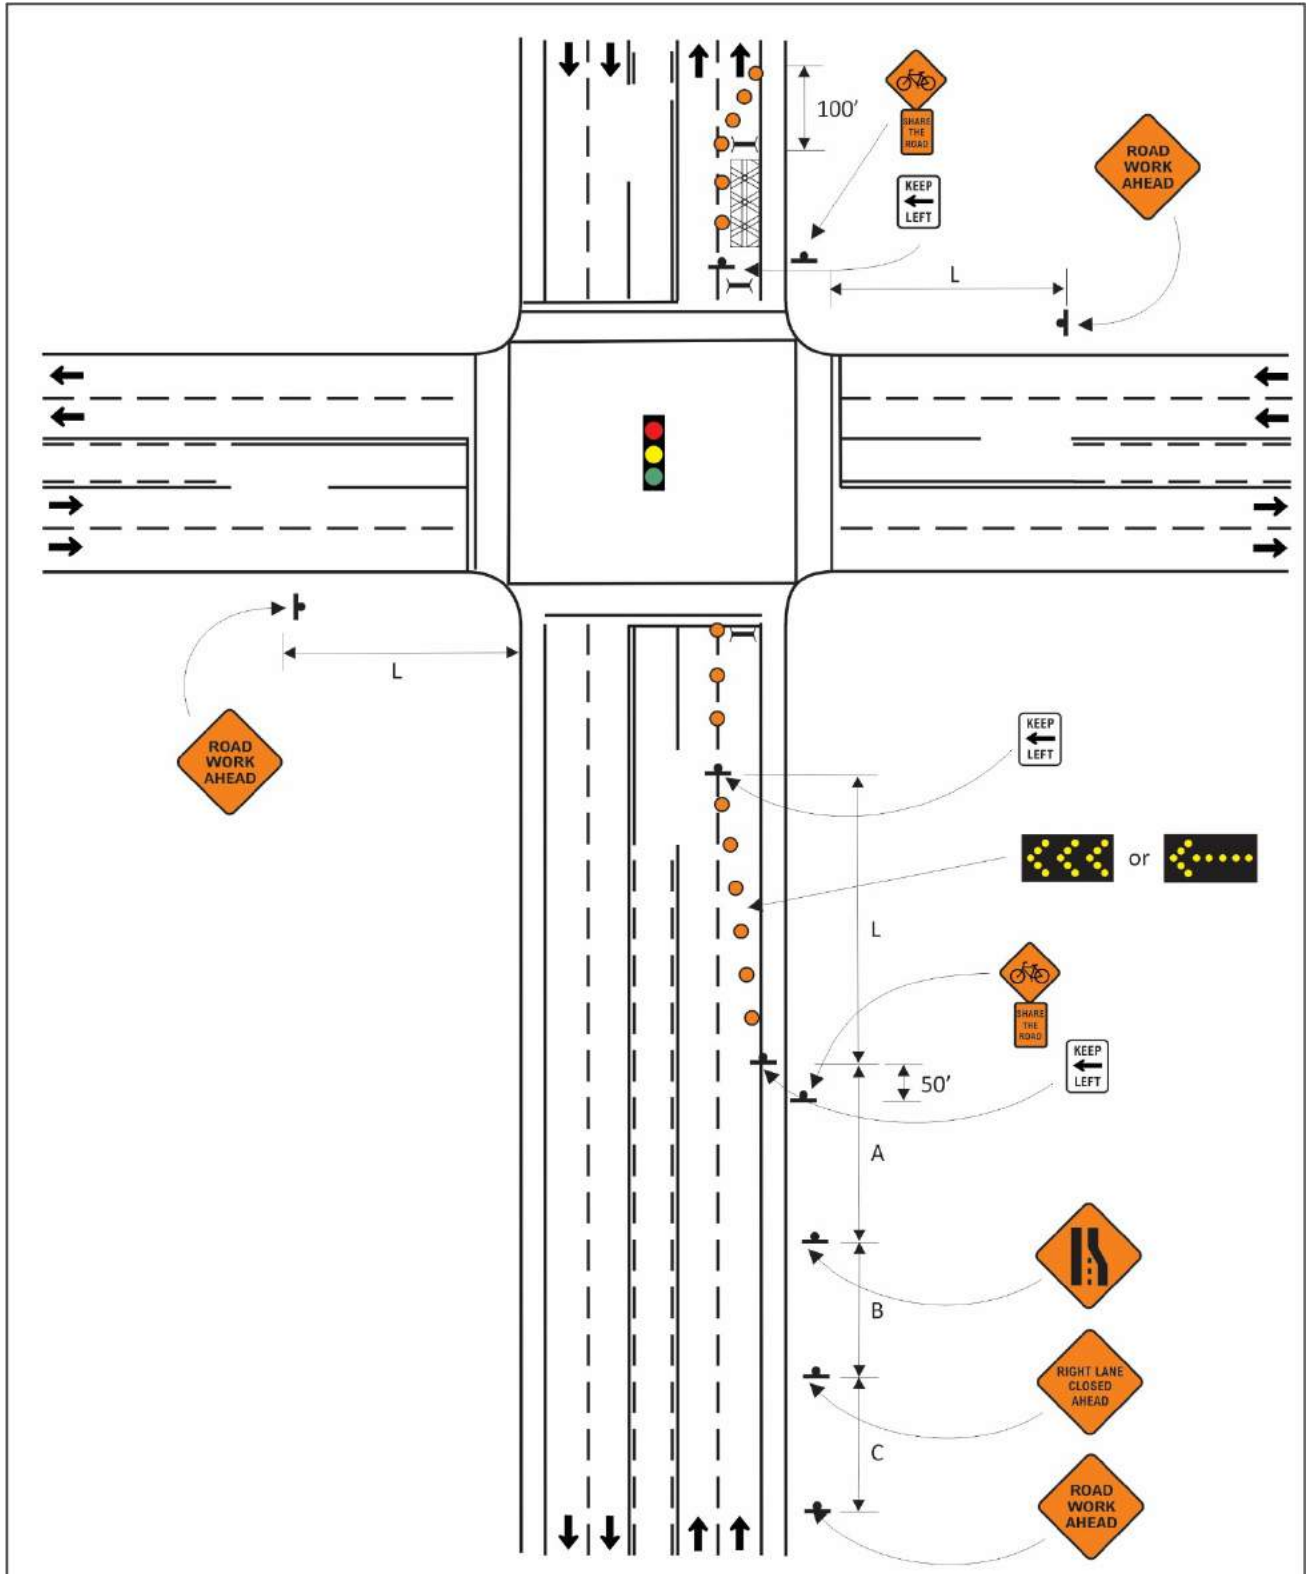 100'
SHARE
THE
ROAD
KEEP
LEFT
ROAD
WORK
AHEAD
L
L
ROAD
WORK
AHEAD
KEEP
LEFT
or
L
SHARE
THE
ROAD
KEEP
LEFT
50'
A
B
RIGHT LANE
CLOSED
AHEAD
C
ROAD
WORK
AHEAD